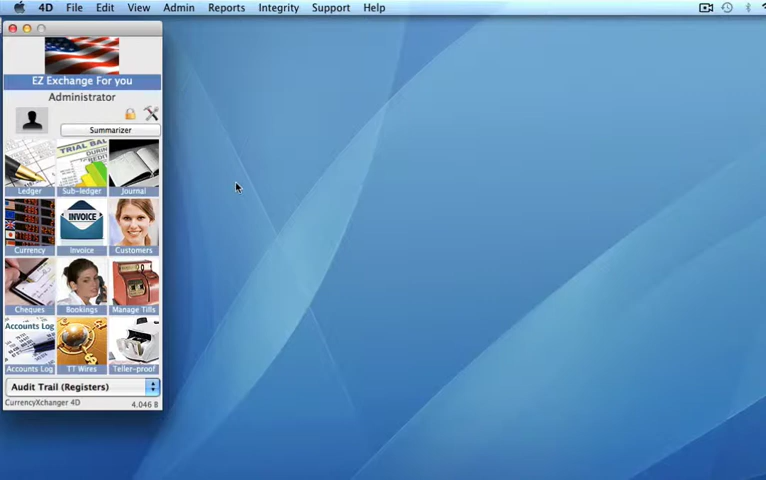 4D File Edit View Admin Reports Integrity Support Help
EZ Exchange For you
Administrator
Summarizer
TRIAL BAL
Ledger Sub-ledger Journal
INVOICE
Currency Invoice Customers
Cheques Bookings Manage Tills
Accounts Log
Accounts Log TT Wires Teller-proof
Audit Trail (Registers)
CurrencyXchanger 4D 4.046 B